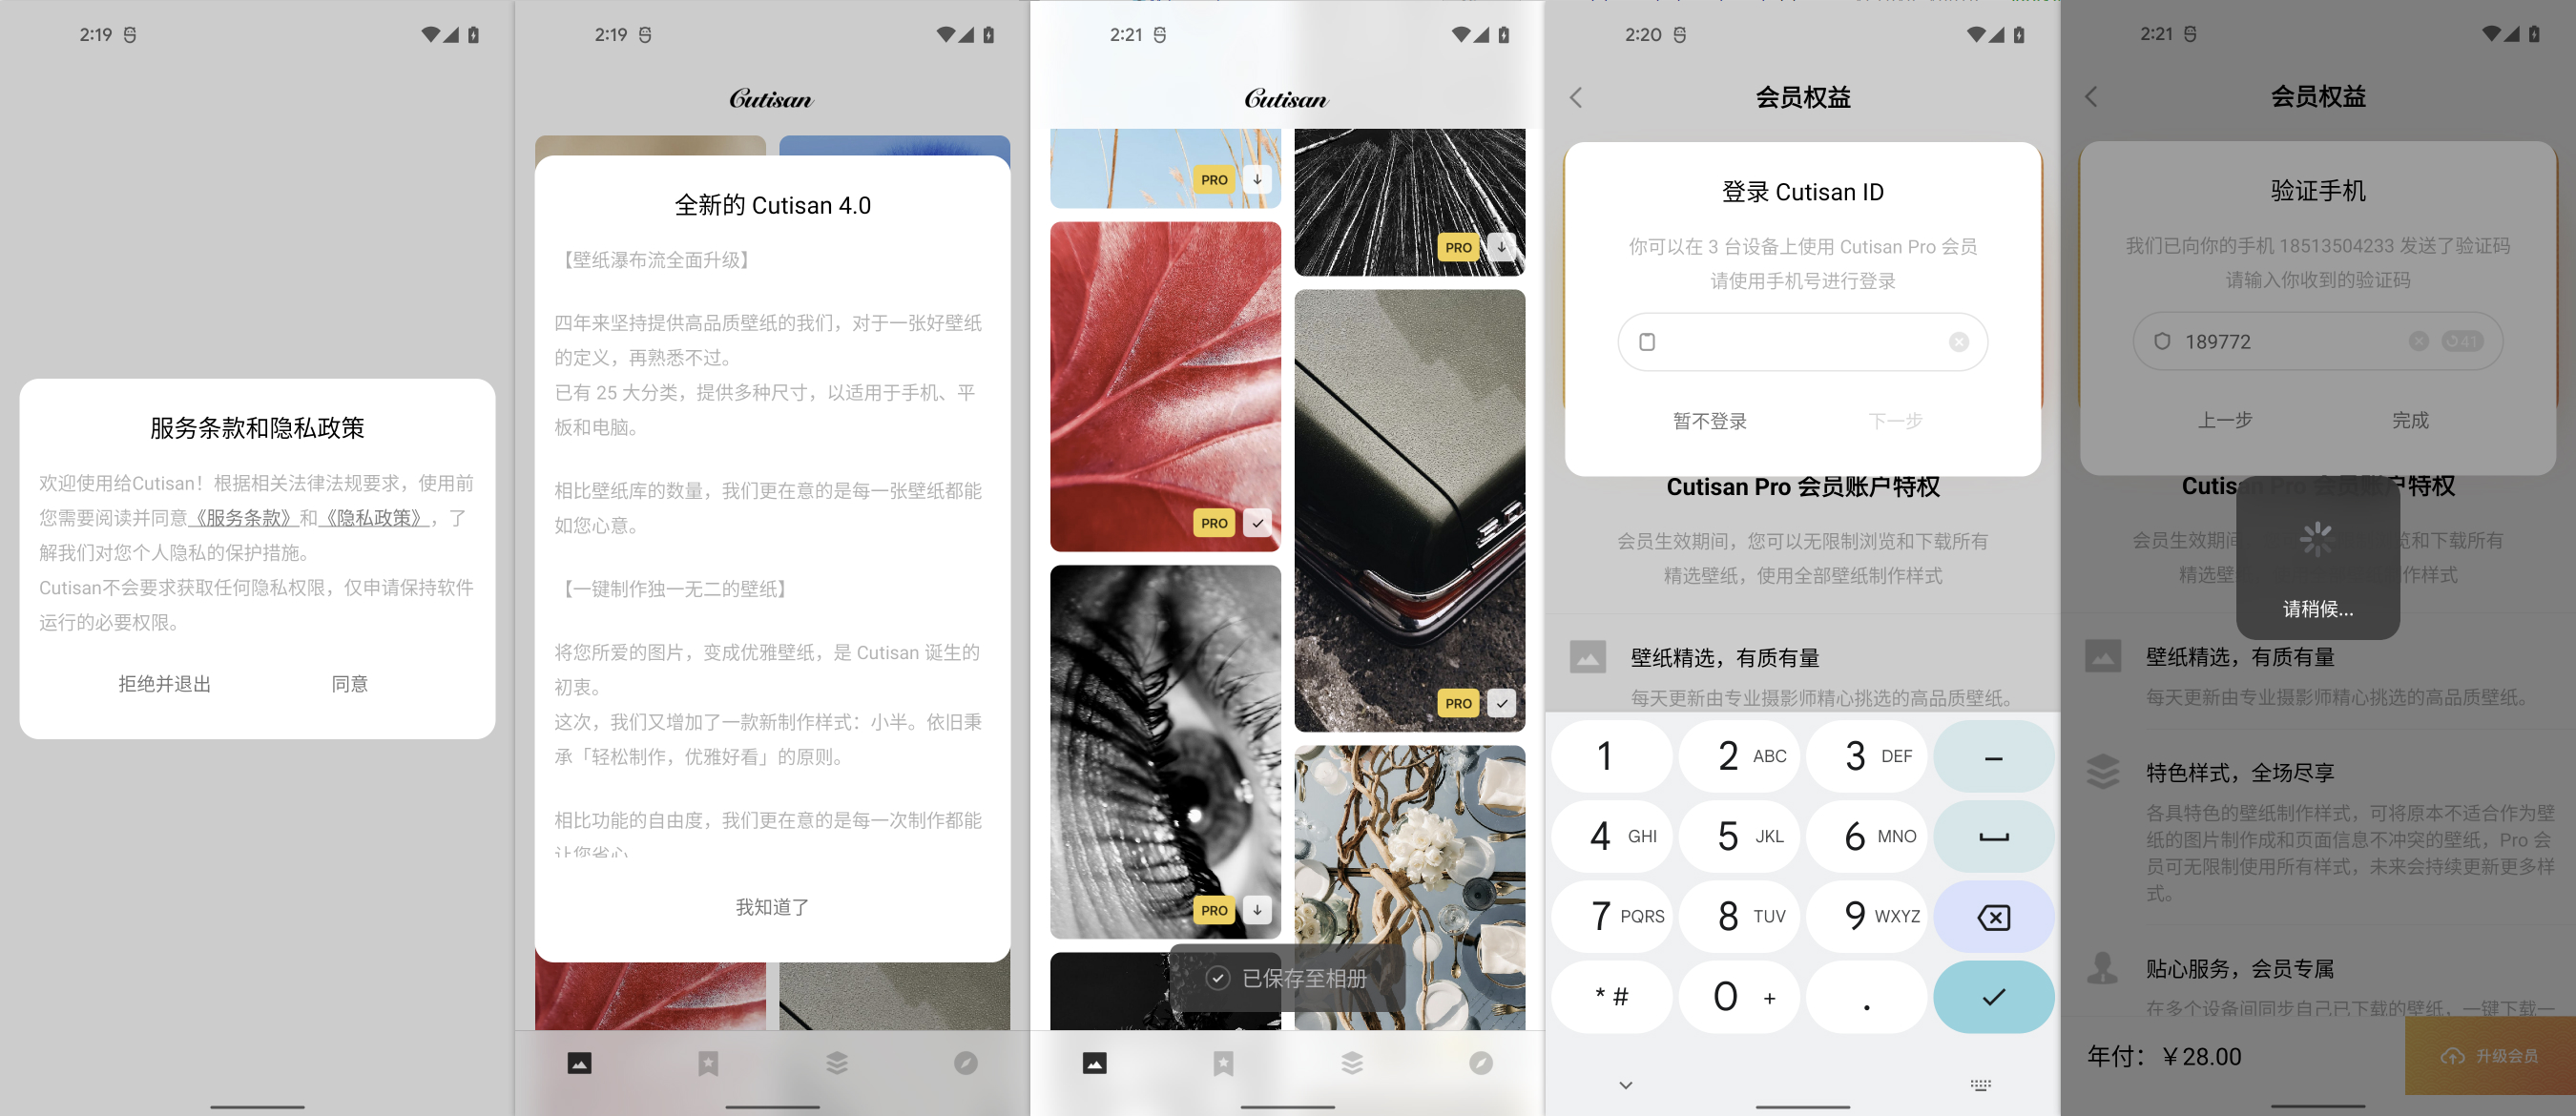 2:19
服务条款和隐私政策
欢迎使用给Cutisan！根据相关法律法规要求，使用前
您需要阅读并同意《服务条款》和《隐私政策》，了
解我们对您个人隐私的保护措施。
Cutisan不会要求获取任何隐私权限，仅申请保持软件
运行的必要权限。
拒绝并退出
同意
2:19
Cutisan
全新的 Cutisan 4.0
【壁纸瀑布流全面升级】
四年来坚持提供高品质壁纸的我们，对于一张好壁纸
的定义，再熟悉不过。
已有 25 大分类，提供多种尺寸，以适用于手机、平
板和电脑。
相比壁纸库的数量，我们更在意的是每一张壁纸都能
如您心意。
【一键制作独一无二的壁纸】
将您所爱的图片，变成优雅壁纸，是 Cutisan 诞生的
初衷。
这次，我们又增加了一款新制作样式：小半。依旧秉
承「轻松制作，优雅好看」的原则。
相比功能的自由度，我们更在意的是每一次制作都能
让您省心
我知道了
2:21
Cutisan
PRO
PRO
PRO
PRO
PRO
已保存至相册
2:20
会员权益
登录 Cutisan ID
你可以在 3 台设备上使用 Cutisan Pro 会员
请使用手机号进行登录
暂不登录
下一步
Cutisan Pro 会员账户特权
会员生效期间，您可以无限制浏览和下载所有
精选壁纸，使用全部壁纸制作样式
壁纸精选，有质有量
每天更新由专业摄影师精心挑选的高品质壁纸。
1
2 ABC
3 DEF
–
4 GHI
5 JKL
6 MNO
7 PQRS
8 TUV
9 WXYZ
* #
0 +
.
2:21
会员权益
验证手机
我们已向你的手机 18513504233 发送了验证码
请输入你收到的验证码
189772
41
上一步
完成
Cutisan Pro 会员账户特权
会员生效期间
览和下载所有
精选壁
作样式
请稍候...
壁纸精选，有质有量
每天更新由专业摄影师精心挑选的高品质壁纸。
特色样式，全场尽享
各具特色的壁纸制作样式，可将原本不适合作为壁
纸的图片制作成和页面信息不冲突的壁纸，Pro 会
员可无限制使用所有样式，未来会持续更新更多样
式。
贴心服务，会员专属
在多个设备间同步自己已下载的壁纸，一键下载一
年付：￥28.00
升级会员